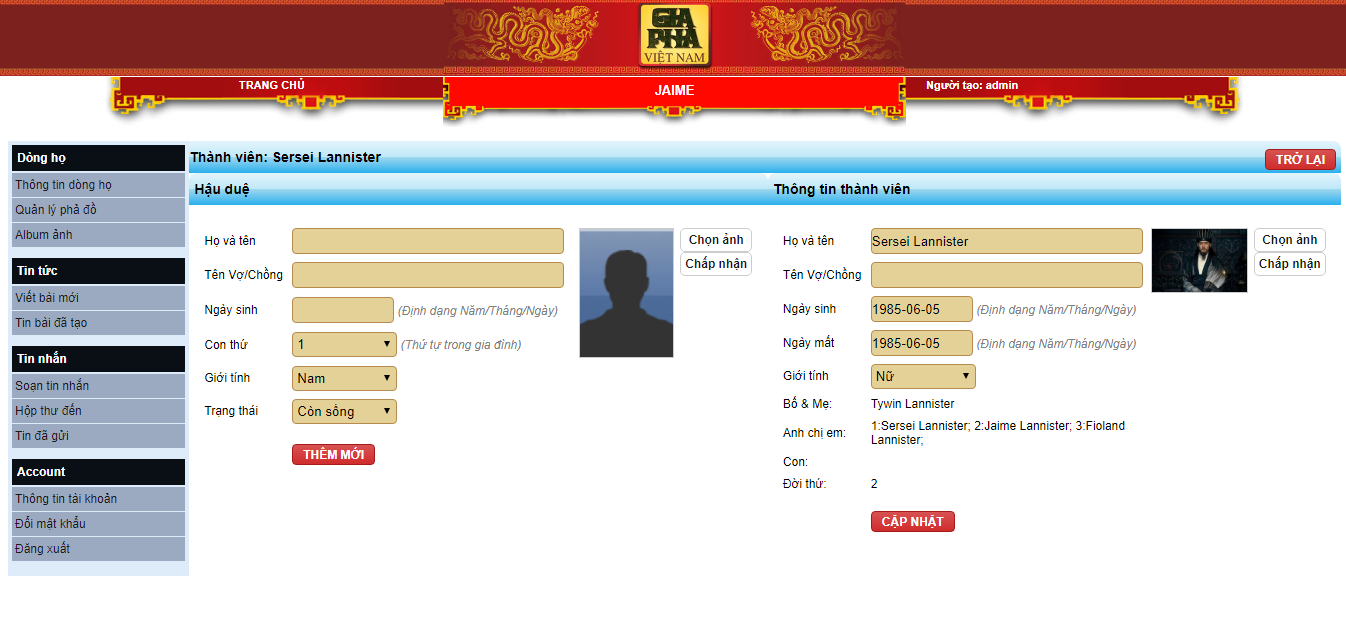 GIA
PHẢ
VIỆT NAM
TRANG CHỦ
JAIME
Người tạo: admin
Dòng họ
Thông tin dòng họ
Quản lý phả đồ
Album ảnh
Tin tức
Viết bài mới
Tin bài đã tạo
Tin nhắn
Soạn tin nhắn
Hộp thư đến
Tin đã gửi
Account
Thông tin tài khoản
Đổi mật khẩu
Đăng xuất
Thành viên: Sersei Lannister
TRỞ LẠI
Hậu duệ
Họ và tên
Chọn ảnh
Chấp nhận
Tên Vợ/Chồng
Ngày sinh
(Định dạng Năm/Tháng/Ngày)
Con thứ
1
(Thứ tự trong gia đình)
Giới tính
Nam
Trạng thái
Còn sống
THÊM MỚI
Thông tin thành viên
Họ và tên
Sersei Lannister
Chọn ảnh
Chấp nhận
Tên Vợ/Chồng
Ngày sinh
1985-06-05
(Định dạng Năm/Tháng/Ngày)
Ngày mất
1985-06-05
(Định dạng Năm/Tháng/Ngày)
Giới tính
Nữ
Bố & Mẹ:
Tywin Lannister
Anh chị em:
1:Sersei Lannister; 2:Jaime Lannister; 3:Fioland
Lannister;
Con:
Đời thứ:
2
CẬP NHẬT